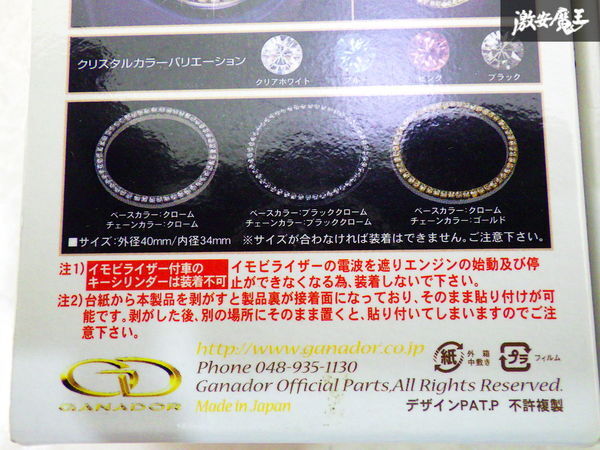 激安魔王
クリスタルカラーバリエーション
クリアホワイト
ブルー
ピンク
ブラック
ベースカラー:クローム
チェーンカラー:クローム
ベースカラー:ブラッククローム
チェーンカラー:ブラッククローム
ベースカラー:クローム
チェーンカラー:ゴールド
■サイズ:外径40mm/内径34mm ※サイズが合わなければ装着はできません。ご注意下さい。
注1) イモビライザー付車のキーシリンダーは装着不可 イモビライザーの電波を遮りエンジンの始動及び停
止ができなくなる為、装着しないで下さい。
注2) 台紙から本製品を剥がすと製品裏が接着面になっており、そのまま貼り付けが可
能です。剥がした後、別の場所にそのまま置くと、貼り付いてしまいますのでご注
意下さい。
http://www.ganador.co.jp
Phone 048-935-1130
Ganador Official Parts,All Rights Reserved.
Made in Japan
GANADOR
紙 外箱 中敷き
プラ フィルム
デザインPAT.P 不許複製